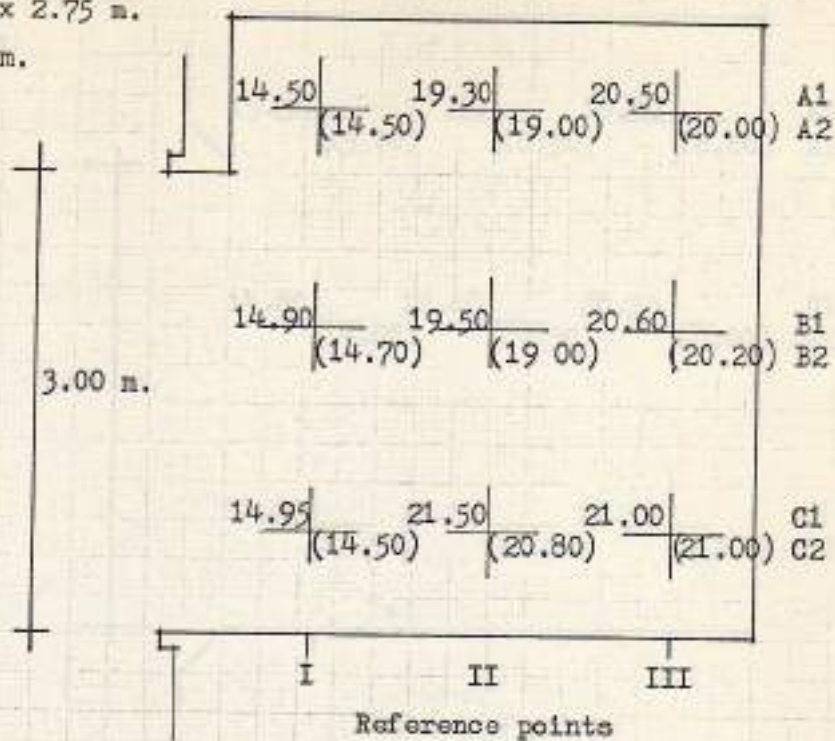 x 2.75 m.
m.
14.50 19.30 20.50 A1
(14.50) (19.00) (20.00) A2
14.90 19.50 20.60 B1
(14.70) (19 00) (20.20) B2
3.00 m.
14.95 21.50 21.00 C1
(14.50) (20.80) (21.00) C2
I II III
Reference points